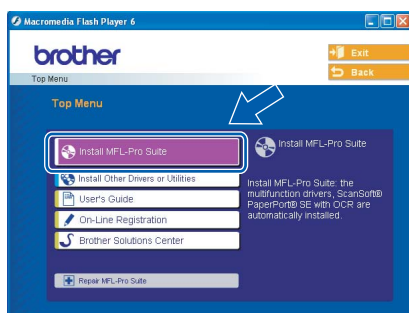 Macromedia Flash Player 6
brother
Exit
Back
Top Menu
Top Menu
Install MFL-Pro Suite
Install Other Drivers or Utilities
User's Guide
On-Line Registration
Brother Solutions Center
Repair MFL-Pro Suite
Install MFL-Pro Suite
Install MFL-Pro Suite: the
multifunction drivers, ScanSoft®
PaperPort® SE with OCR are
automatically installed.